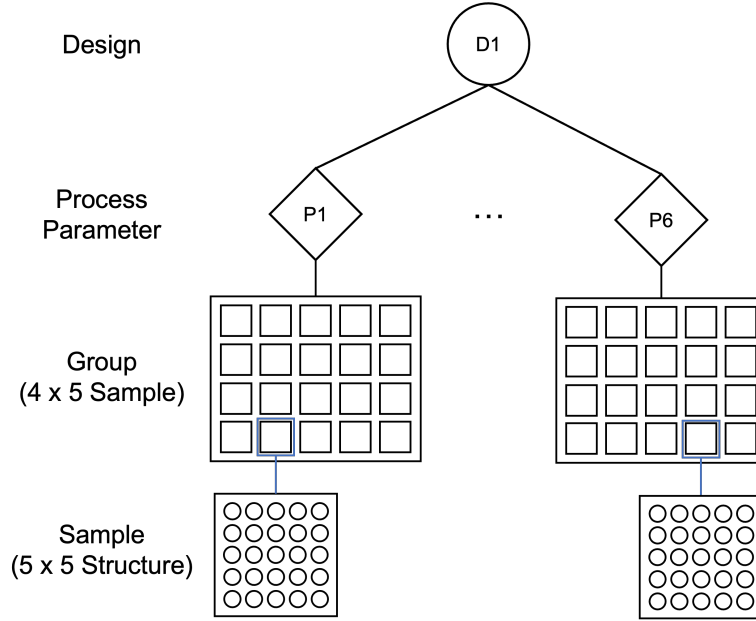 Design
D1
Process
Parameter
P1
...
P6
Group
(4 x 5 Sample)
Sample
(5 x 5 Structure)